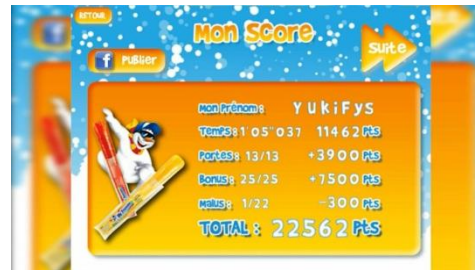 RETOUR
Mon Score
f Publier
Suite
Mon Prénom : YukiFyS
Temps : 1'05"037 11462 Pts
Portes : 13/13 +3900 Pts
Bonus : 25/25 +7500 Pts
Malus : 1/22 -300 Pts
TOTAL : 22562 Pts